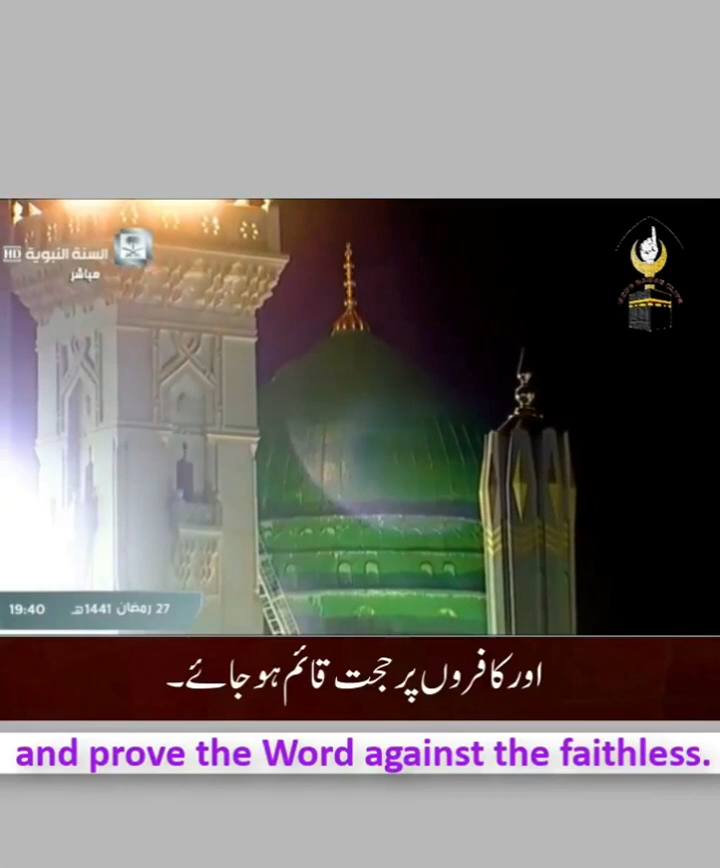 السنة النبوية HD
مباشر
19:40 27 رمضان 1441هـ
اور کافروں پر حجت قائم ہو جائے۔
and prove the Word against the faithless.